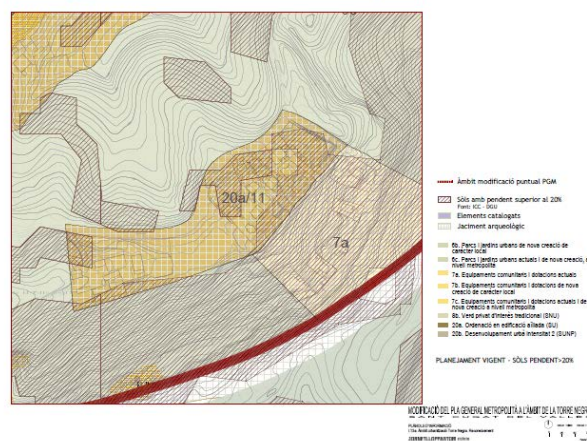 20a/11
7a
Àmbit modificació puntual PGM
Sòls amb pendent superior al 20%
Font: ICC - DGU
Elements catalogats
Jaciment arqueològic
6b. Parcs i jardins urbans de nova creació de
caràcter local
6c. Parcs i jardins urbans actuals i de nova creació, a
nivell metropolità
7a. Equipaments comunitaris i dotacions actuals
7b. Equipaments comunitaris i dotacions de nova
creació de caràcter local
7c. Equipaments comunitaris i dotacions actuals i de
nova creació a nivell metropolità
8b. Verd privat d'interès tradicional (SNU)
20a. Ordenació en edificació aïllada (SU)
20b. Desenvolupament urbà intensitat 2 (SUNP)
PLANEJAMENT VIGENT - SÒLS PENDENT>20%
MODIFICACIÓ DEL PLA GENERAL METROPOLITÀ A L'ÀMBIT DE LA TORRE NEGRA